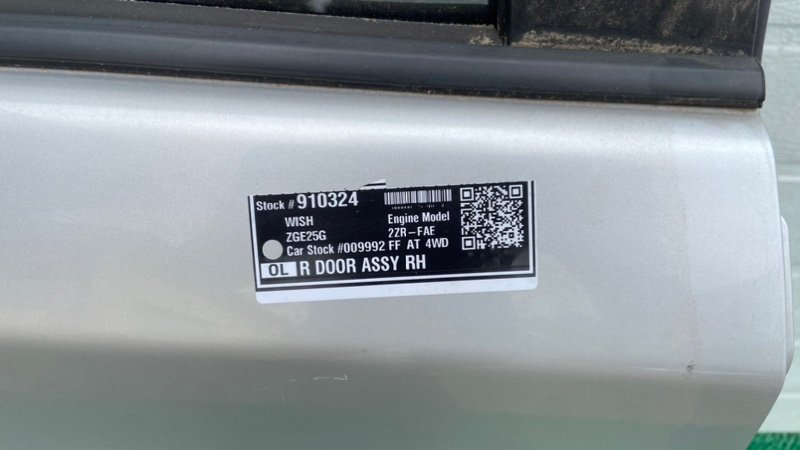 Stock # 910324
WISH
Engine Model
ZGE25G
2ZR-FAE
Car Stock #009992 FF AT 4WD
OL R DOOR ASSY RH